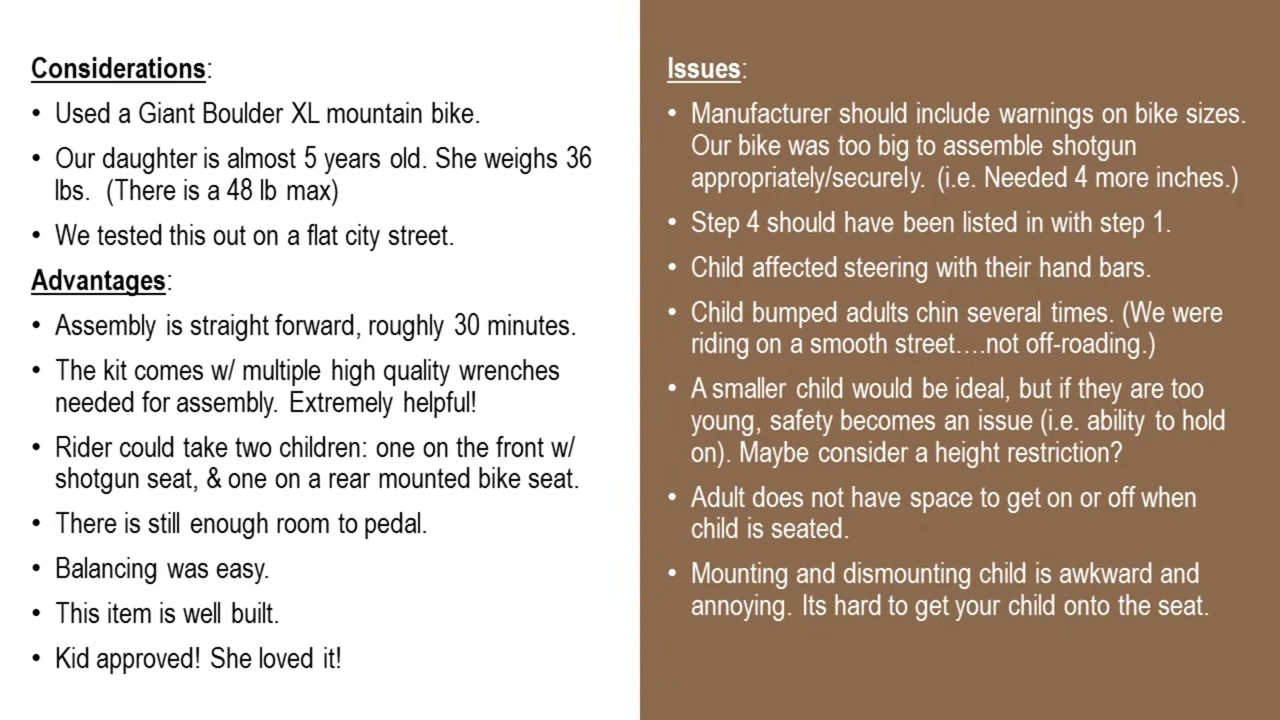 Considerations:
• Used a Giant Boulder XL mountain bike.
• Our daughter is almost 5 years old. She weighs 36
lbs. (There is a 48 lb max)
• We tested this out on a flat city street.
Advantages:
• Assembly is straight forward, roughly 30 minutes.
• The kit comes w/ multiple high quality wrenches
needed for assembly. Extremely helpful!
• Rider could take two children: one on the front w/
shotgun seat, & one on a rear mounted bike seat.
• There is still enough room to pedal.
• Balancing was easy.
• This item is well built.
• Kid approved! She loved it!
Issues:
• Manufacturer should include warnings on bike sizes.
Our bike was too big to assemble shotgun
appropriately/securely. (i.e. Needed 4 more inches.)
• Step 4 should have been listed in with step 1.
• Child affected steering with their hand bars.
• Child bumped adults chin several times. (We were
riding on a smooth street….not off-roading.)
• A smaller child would be ideal, but if they are too
young, safety becomes an issue (i.e. ability to hold
on). Maybe consider a height restriction?
• Adult does not have space to get on or off when
child is seated.
• Mounting and dismounting child is awkward and
annoying. Its hard to get your child onto the seat.